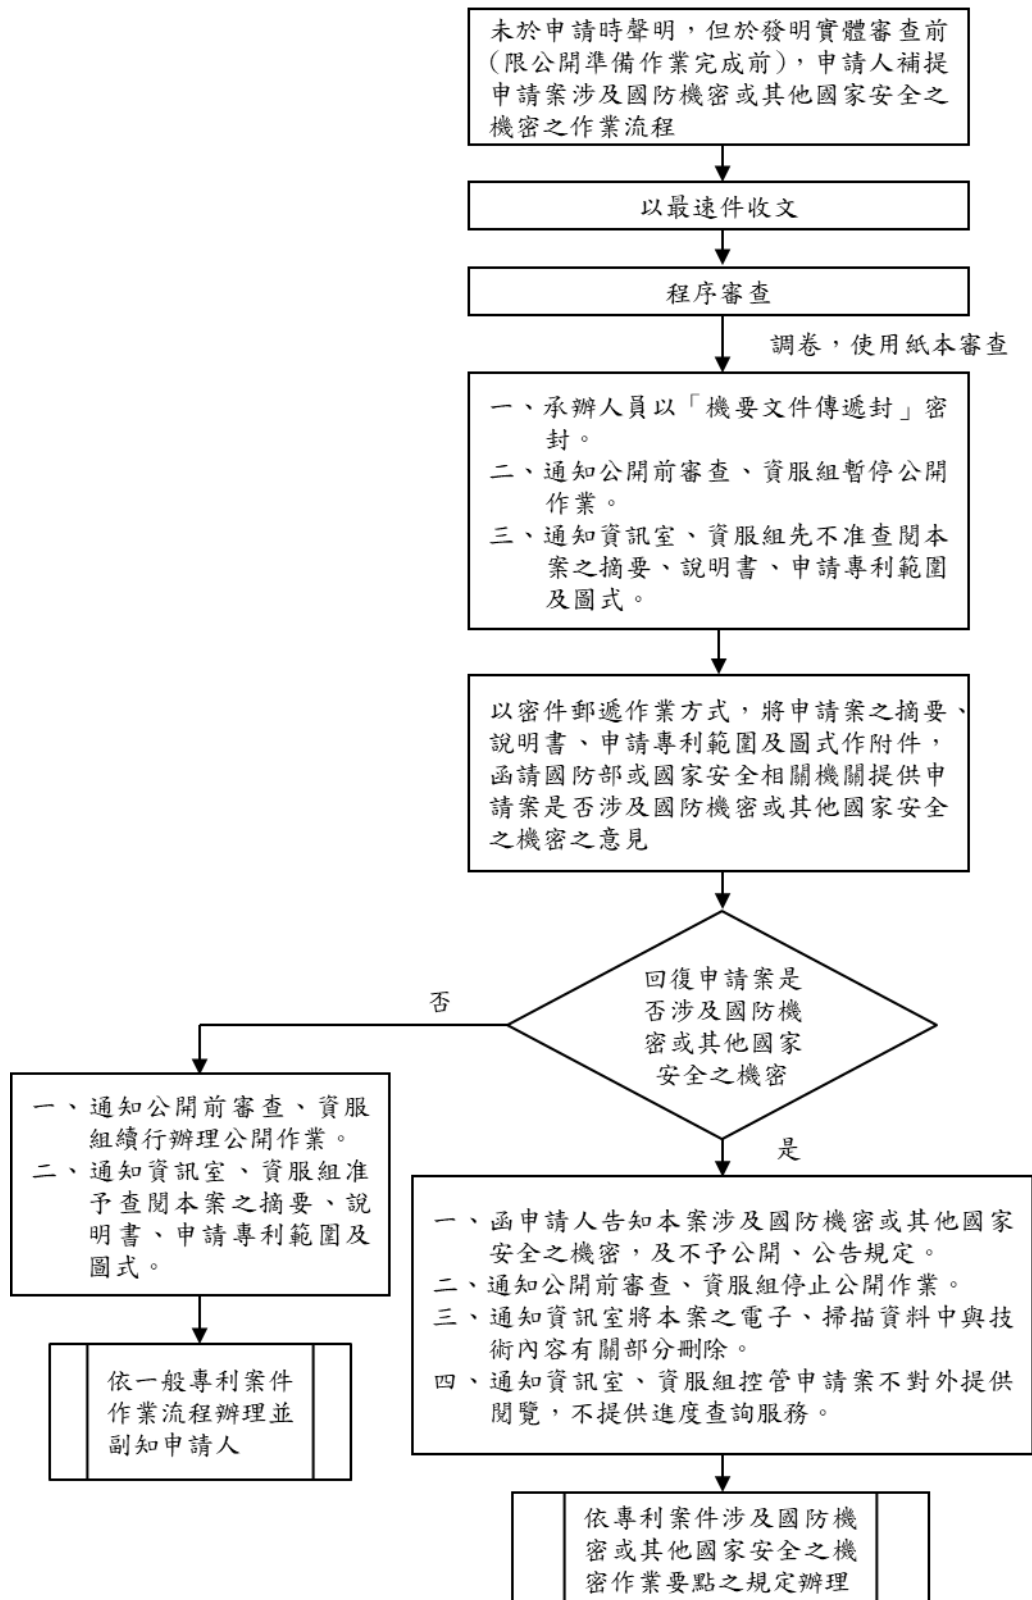 未於申請時聲明，但於發明實體審查前
(限公開準備作業完成前)，申請人補提
申請案涉及國防機密或其他國家安全之
機密之作業流程
以最速件收文
程序審查
調卷，使用紙本審查
一、承辦人員以「機要文件傳遞封」密
封。
二、通知公開前審查、資服組暫停公開
作業。
三、通知資訊室、資服組先不准查閱本
案之摘要、說明書、申請專利範圍
及圖式。
以密件郵遞作業方式，將申請案之摘要、
說明書、申請專利範圍及圖式作附件，
函請國防部或國家安全相關機關提供申
請案是否涉及國防機密或其他國家安全
之機密之意見
回復申請案是
否涉及國防機
密或其他國家
安全之機密
否
一、通知公開前審查、資服
組續行辦理公開作業。
二、通知資訊室、資服組准
予查閱本案之摘要、說
明書、申請專利範圍及
圖式。
依一般專利案件
作業流程辦理並
副知申請人
是
一、函申請人告知本案涉及國防機密或其他國家
安全之機密，及不予公開、公告規定。
二、通知公開前審查、資服組停止公開作業。
三、通知資訊室將本案之電子、掃描資料中與技
術內容有關部分刪除。
四、通知資訊室、資服組控管申請案不對外提供
閱覽，不提供進度查詢服務。
依專利案件涉及國防機
密或其他國家安全之機
密作業要點之規定辦理